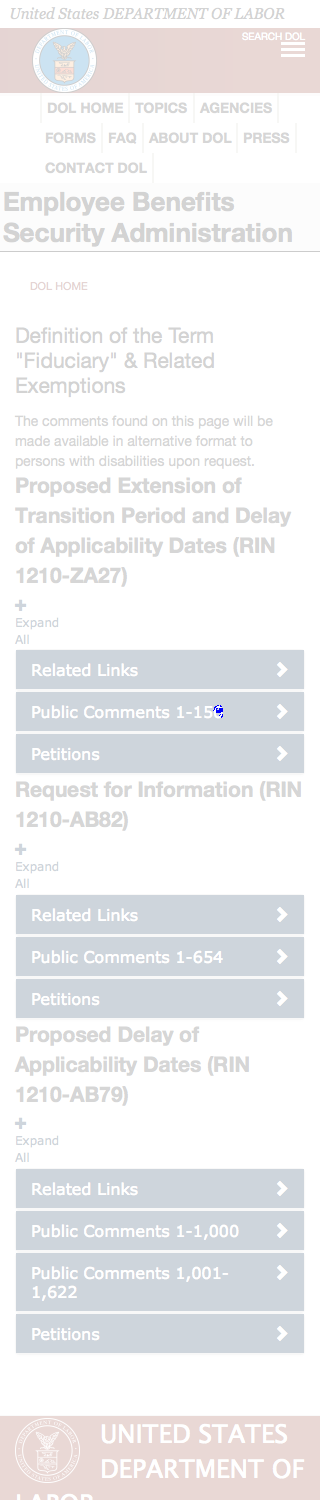 United States DEPARTMENT OF LABOR
SEARCH DOL
DOL HOME TOPICS AGENCIES
FORMS FAQ ABOUT DOL PRESS
CONTACT DOL
Employee Benefits
Security Administration
DOL HOME
Definition of the Term
"Fiduciary" & Related
Exemptions
The comments found on this page will be
made available in alternative format to
persons with disabilities upon request.
Proposed Extension of
Transition Period and Delay
of Applicability Dates (RIN
1210-ZA27)
Expand
All
Related Links
Public Comments
Petitions
Request for Information (RIN
1210-AB82)
Expand
All
Related Links
Public Comments 1-654
Petitions
Proposed Delay of
Applicability Dates (RIN
1210-AB79)
Expand
All
Related Links
Public Comments 1-1,000
Public Comments 1,001-
1,622
Petitions
UNITED STATES
DEPARTMENT OF
LABOR